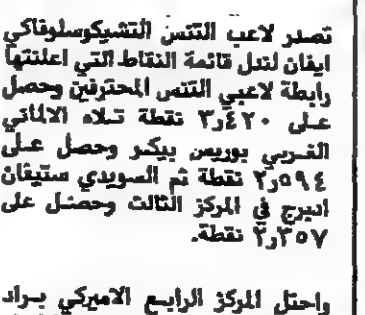 تصدر لاعب التنس التشيكوسلوفاكي
ايفان لندل قائمة النقاط التي اعلنتها
رابطة لاعبي التنس المحترفين وحصل
على ٣٫٤٢٠ نقطة تلاه الالماني
الغربي بوريس بيكر وحصل على
٢٫٥٩٤ نقطة ثم السويدي ستيفان
ادبرج في المركز الثالث وحصل على
٢٫٣٥٧ نقطة.
واحتل المركز الرابع الاميركي براد